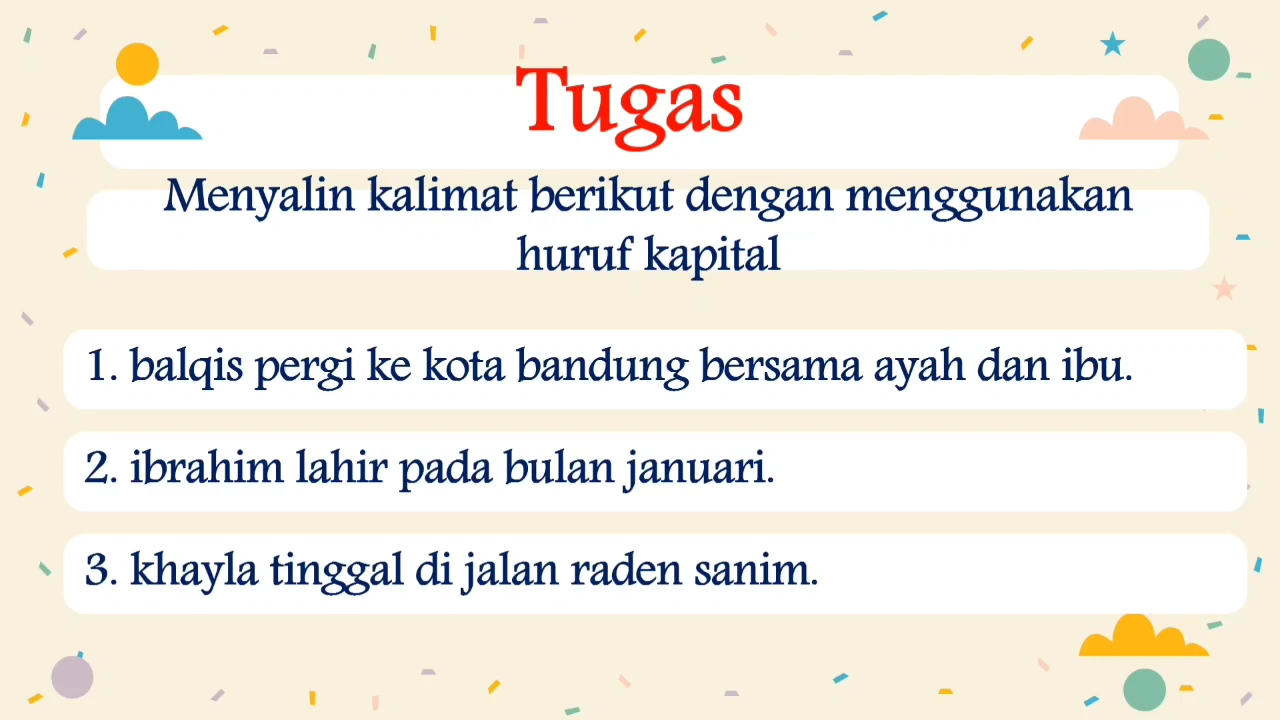 Tugas
Menyalin kalimat berikut dengan menggunakan
huruf kapital
1. balqis pergi ke kota bandung bersama ayah dan ibu.
2. ibrahim lahir pada bulan januari.
3. khayla tinggal di jalan raden sanim.